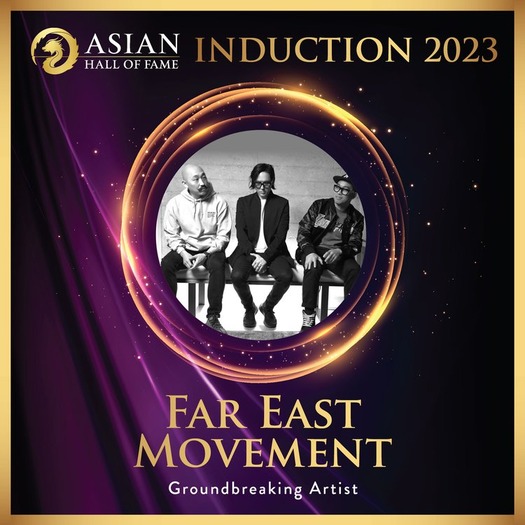 ASIAN
HALL OF FAME
INDUCTION 2023
FAR EAST
MOVEMENT
Groundbreaking Artist